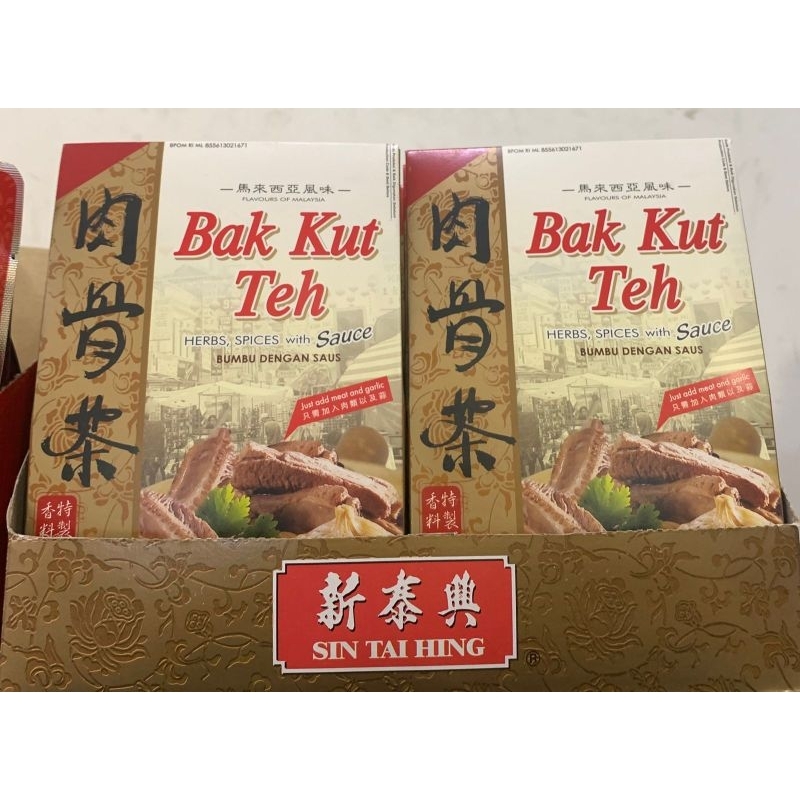 BPOM RI ML 855613021671
馬來西亞風味
FLAVOURS OF MALAYSIA
Bak Kut
Teh
HERBS, SPICES with Sauce
BUMBU DENGAN SAUS
Just add meat and garlic
只需加入肉類以及蒜
肉骨茶
特製
香料
BPOM RI ML 855613021671
馬來西亞風味
FLAVOURS OF MALAYSIA
Bak Kut
Teh
HERBS, SPICES with Sauce
BUMBU DENGAN SAUS
Just add meat and garlic
只需加入肉類以及蒜
肉骨茶
特製
香料
新泰興
SIN TAI HING
®